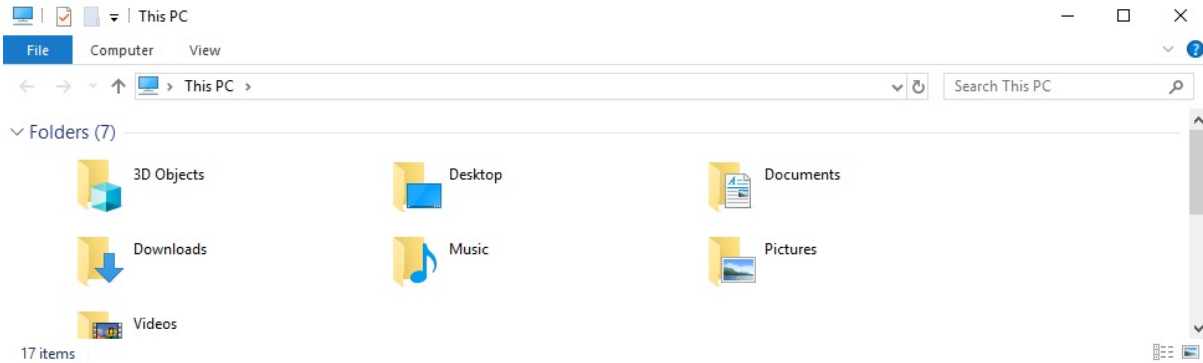 This PC
File Computer View
This PC
Search This PC
Folders (7)
3D Objects Desktop Documents
Downloads Music Pictures
Videos
17 items